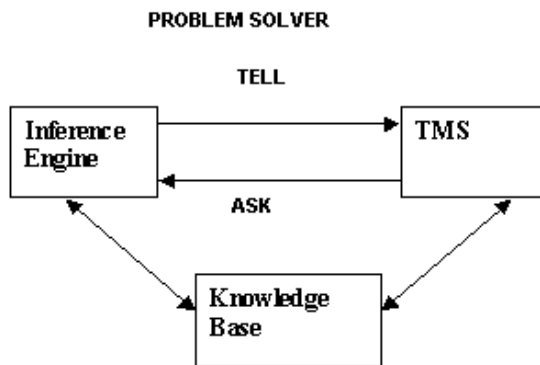 PROBLEM SOLVER
TELL
Inference
Engine
TMS
ASK
Knowledge
Base